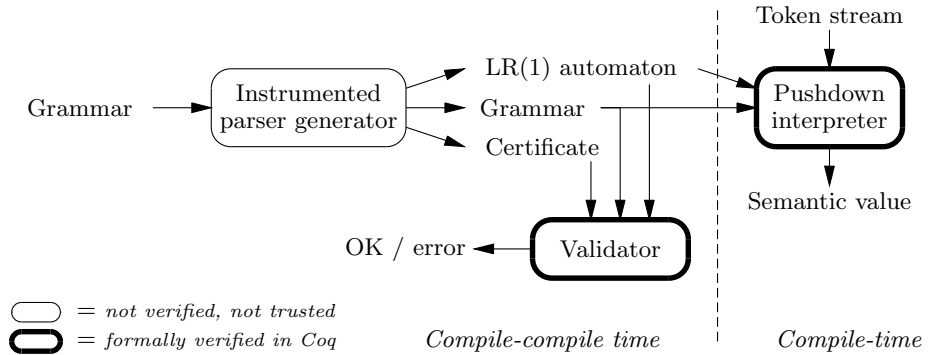 Token stream
LR(1) automaton
Grammar
Instrumented
parser generator
Grammar
Certificate
Pushdown
interpreter
Semantic value
OK / error
Validator
= not verified, not trusted
= formally verified in Coq
Compile-compile time
Compile-time